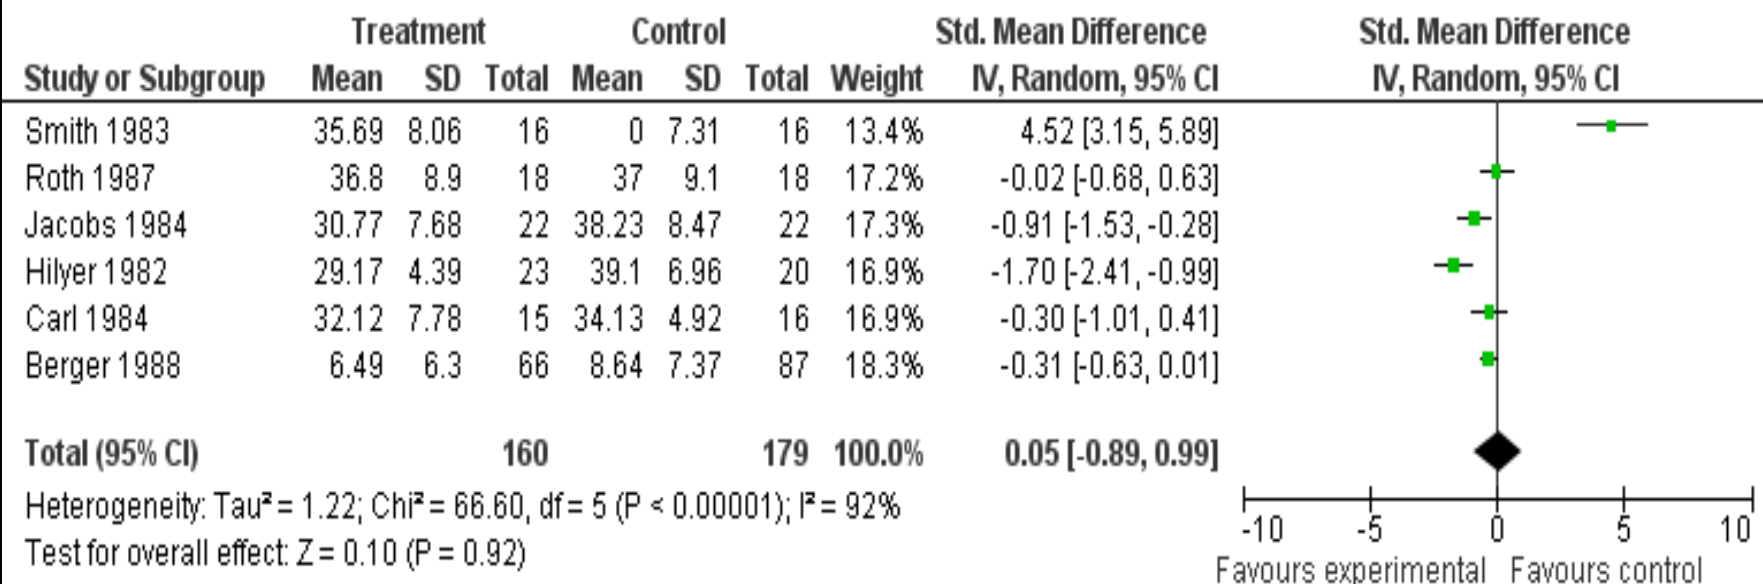 Treatment Control Std. Mean Difference Std. Mean Difference
Study or Subgroup Mean SD Total Mean SD Total Weight IV, Random, 95% CI IV, Random, 95% CI
Smith 1983 35.69 8.06 16 0 7.31 16 13.4% 4.52 [3.15, 5.89]
Roth 1987 36.8 8.9 18 37 9.1 18 17.2% -0.02 [-0.68, 0.63]
Jacobs 1984 30.77 7.68 22 38.23 8.47 22 17.3% -0.91 [-1.53, -0.28]
Hilyer 1982 29.17 4.39 23 39.1 6.96 20 16.9% -1.70 [-2.41, -0.99]
Carl 1984 32.12 7.78 15 34.13 4.92 16 16.9% -0.30 [-1.01, 0.41]
Berger 1988 6.49 6.3 66 8.64 7.37 87 18.3% -0.31 [-0.63, 0.01]
Total (95% CI) 160 179 100.0% 0.05 [-0.89, 0.99]
Heterogeneity: Tau² = 1.22; Chi² = 66.60, df = 5 (P < 0.00001); I² = 92%
Test for overall effect: Z = 0.10 (P = 0.92)
-10 -5 0 5 10
Favours experimental Favours control